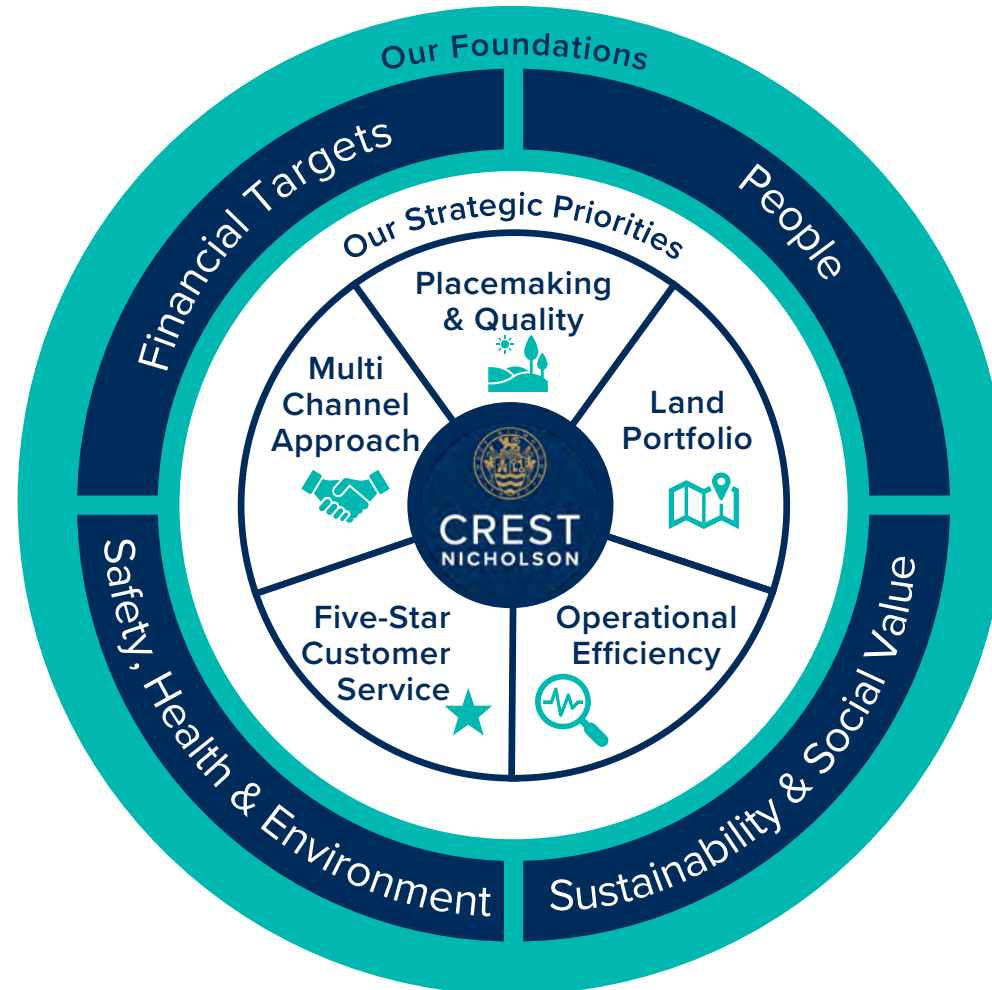 Our Foundations
Financial Targets
People
Our Strategic Priorities
Placemaking
& Quality
Multi
Channel
Approach
Land
Portfolio
CREST
NICHOLSON
Five-Star
Customer
Service
Operational
Efficiency
Safety, Health & Environment
Sustainability & Social Value